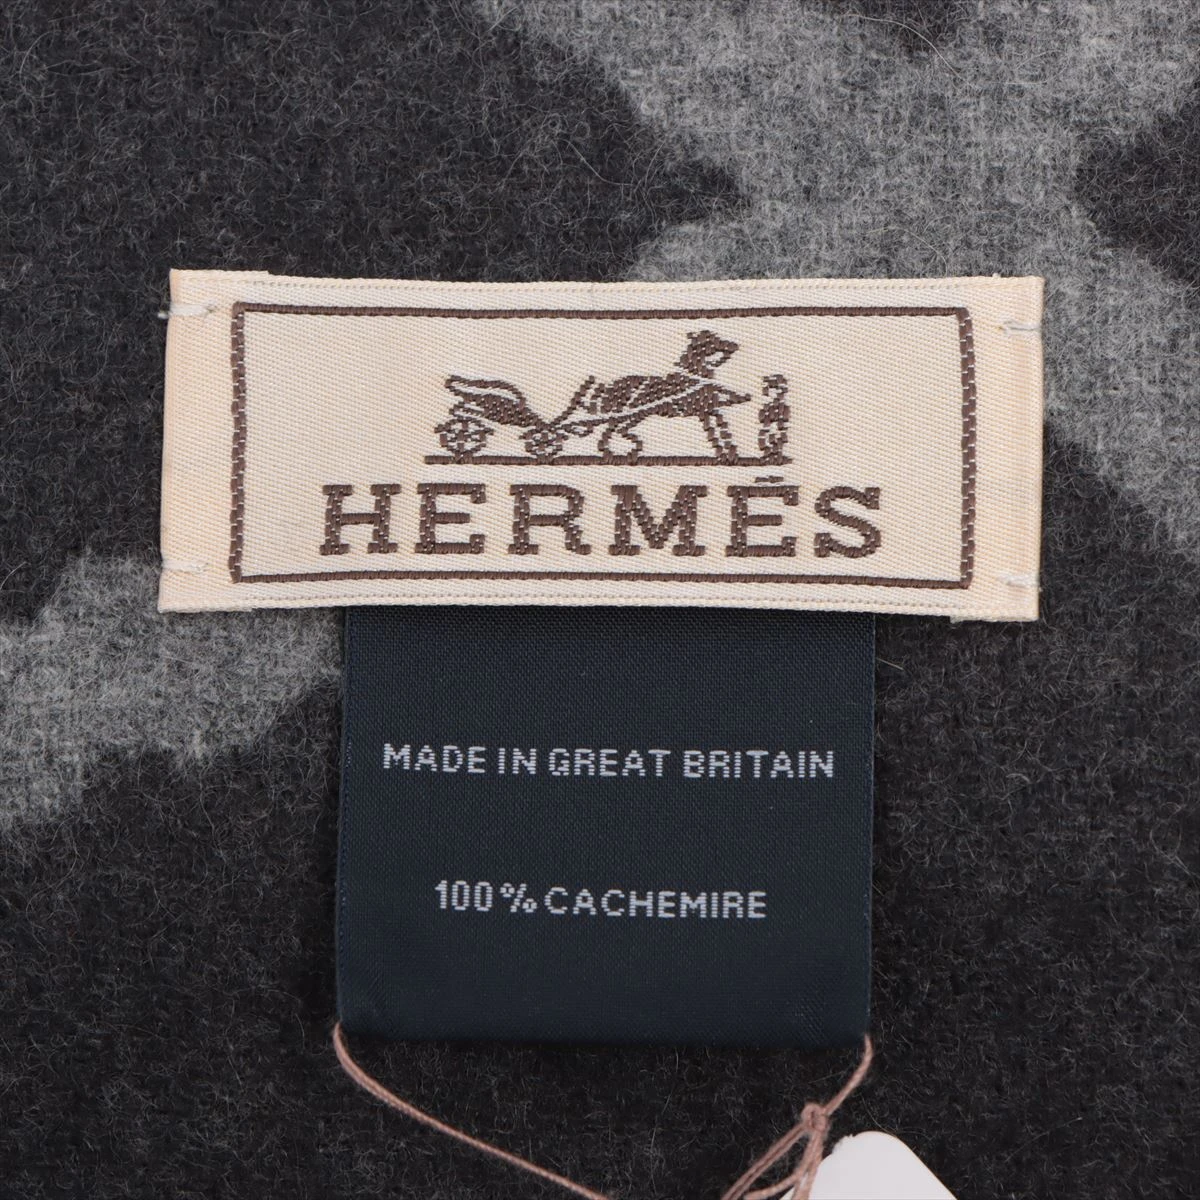 HERMÈS
MADE IN GREAT BRITAIN
100% CACHEMIRE